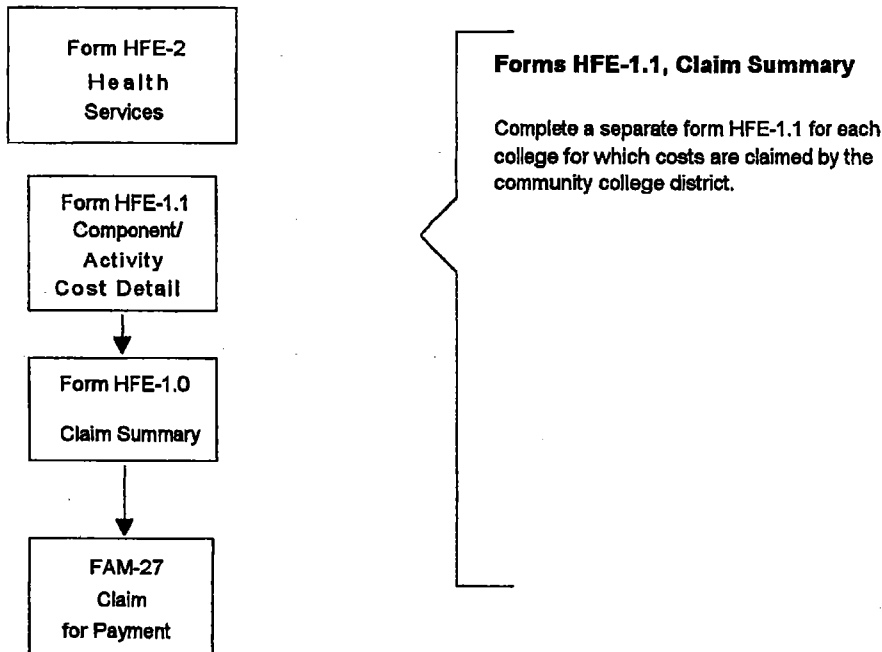 Form HFE-2
Health
Services
Form HFE-1.1
Component/
Activity
Cost Detail
Form HFE-1.0
Claim Summary
FAM-27
Claim
for Payment
Forms HFE-1.1, Claim Summary
Complete a separate form HFE-1.1 for each
college for which costs are claimed by the
community college district.